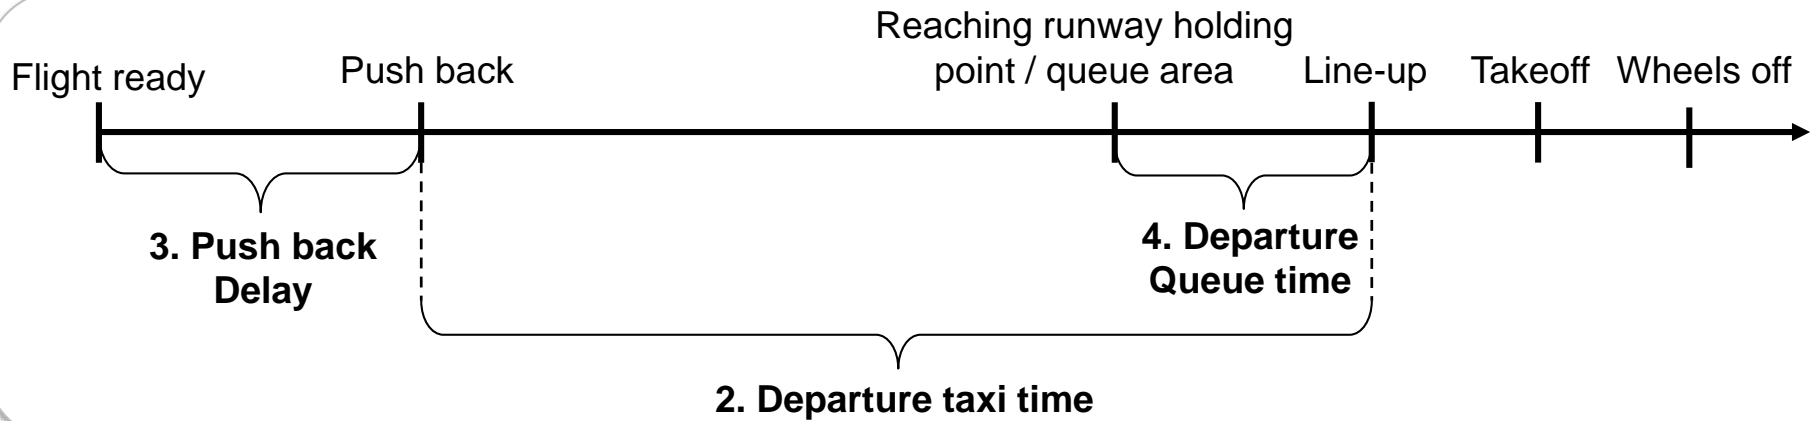 Flight ready
Push back
Reaching runway holding
point / queue area
Line-up
Takeoff
Wheels off
3. Push back
Delay
4. Departure
Queue time
2. Departure taxi time